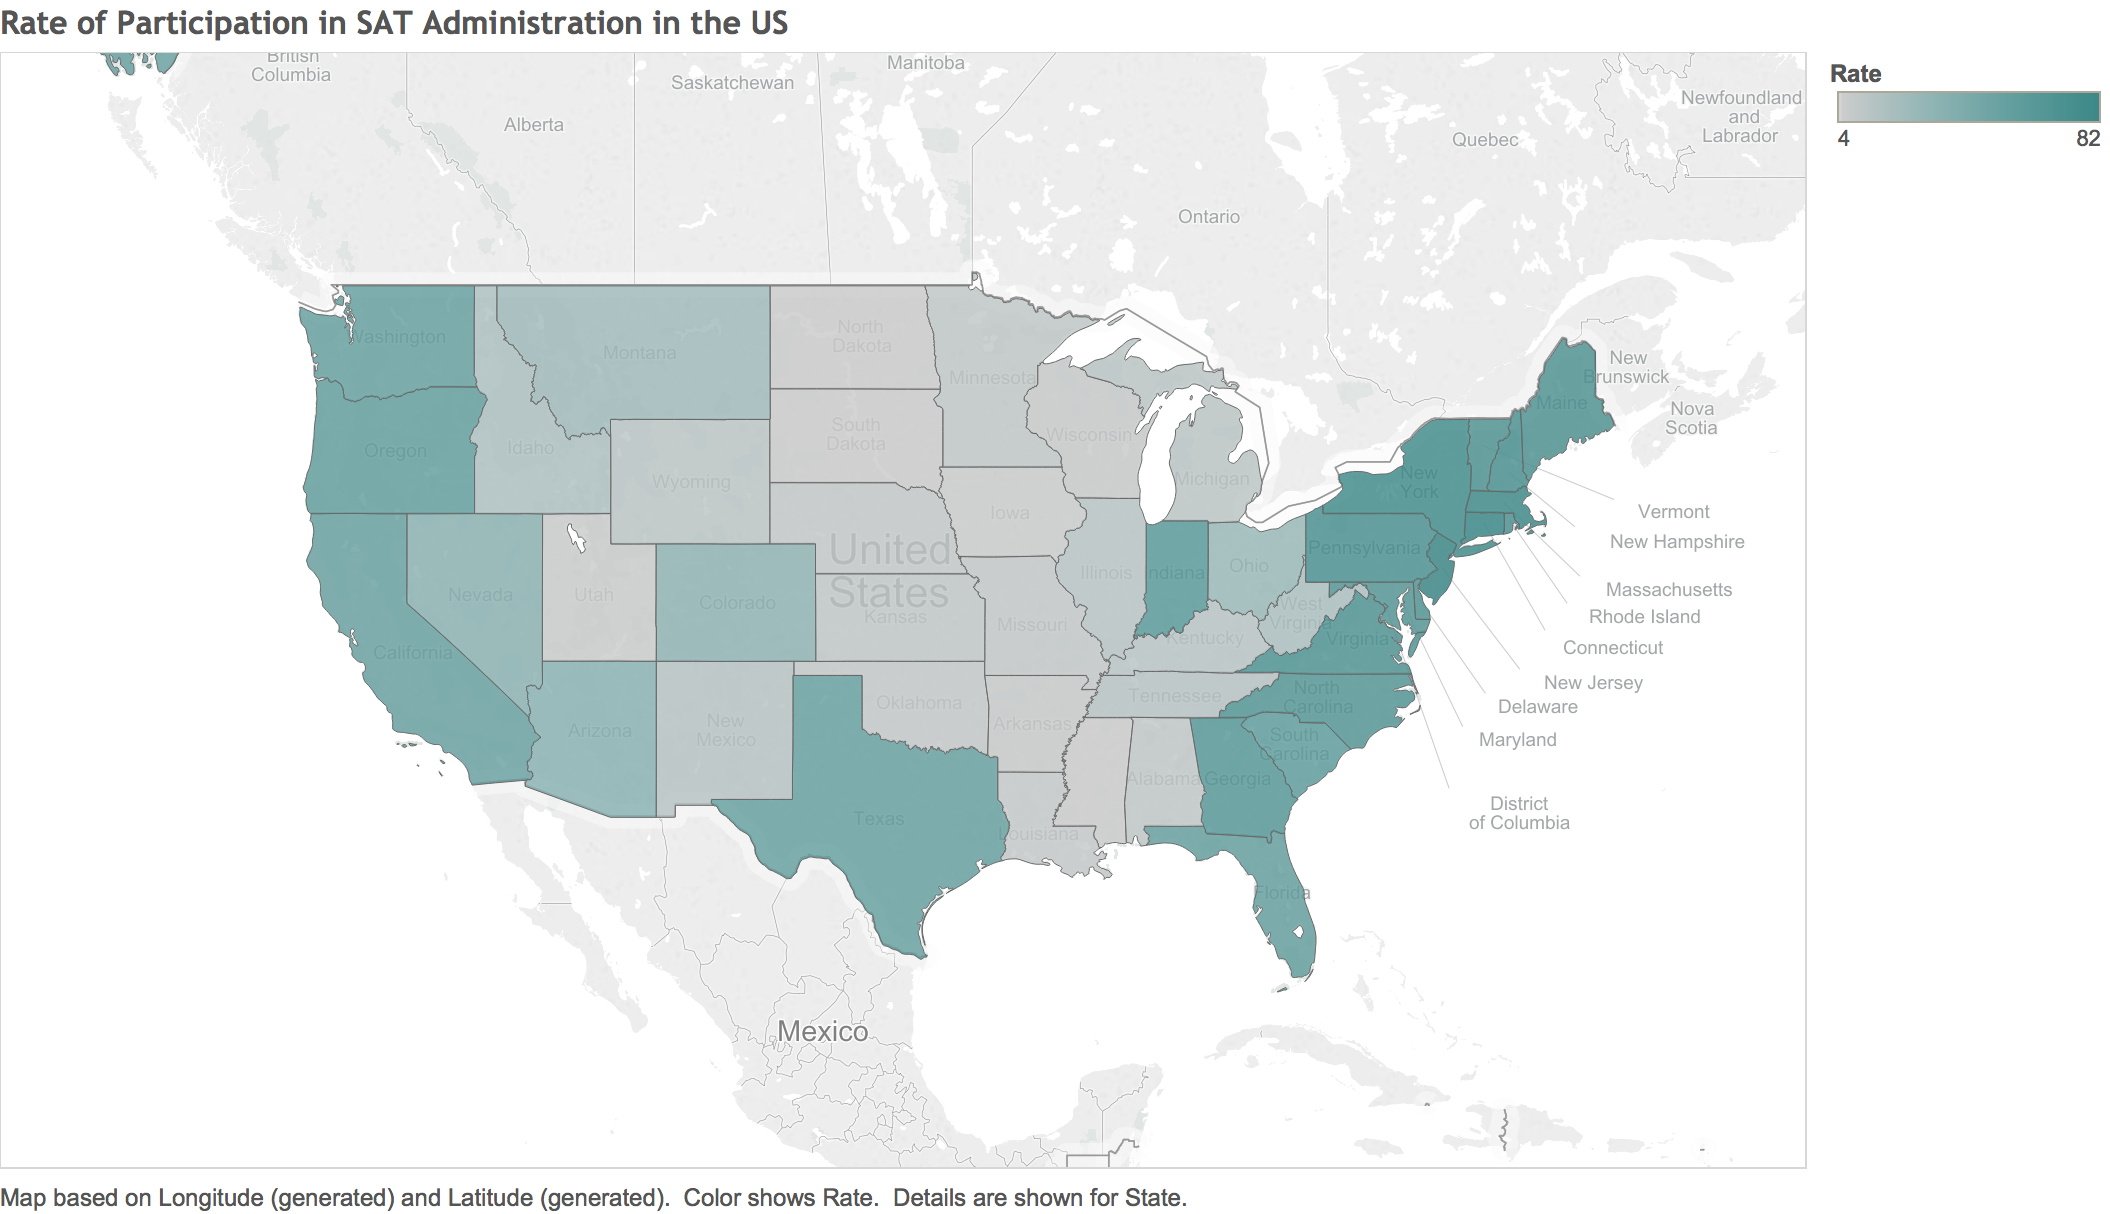 Rate of Participation in SAT Administration in the US
British
Columbia
Alberta
Saskatchewan
Manitoba
Ontario
Quebec
Newfoundland
and
Labrador
New
Brunswick
Nova
Scotia
Rate
4
82
Washington
Montana
North
Dakota
Minnesota
Oregon
Idaho
Wyoming
South
Dakota
Wisconsin
Michigan
New
York
Maine
Nevada
Utah
Colorado
United
States
Kansas
Iowa
Missouri
Illinois
Indiana
Ohio
Pennsylvania
West
Virginia
Virginia
Kentucky
California
Arizona
New
Mexico
Oklahoma
Arkansas
Tennessee
North
Carolina
South
Carolina
Texas
Louisiana
Alabama
Georgia
Florida
Vermont
New Hampshire
Massachusetts
Rhode Island
Connecticut
New Jersey
Delaware
Maryland
District
of Columbia
Mexico
Map based on Longitude (generated) and Latitude (generated).  Color shows Rate.  Details are shown for State.